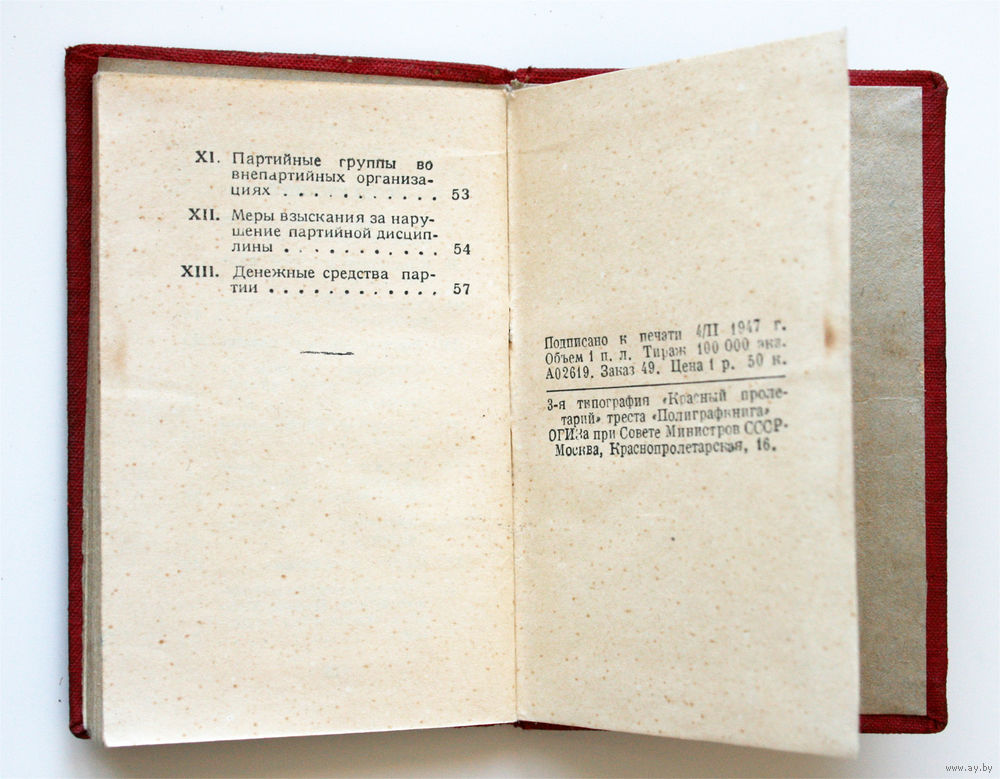 XI. Партийные группы во
внепартийных организа-
циях . . . . . . . . . . 53
XII. Меры взыскания за нару-
шение партийной дисцип-
лины . . . . . . . . . . 54
XIII. Денежные средства пар-
тии . . . . . . . . . . . 57
Подписано к печати 4/II 1947 г.
Объем 1 п. л. Тираж 100 000 экз.
А02619. Заказ 49. Цена 1 р. 50 к.
3-я типография «Красный проле-
тарий» треста «Полиграфкнига»
ОГИЗа при Совете Министров СССР.
Москва, Краснопролетарская, 16.
www.ay.by